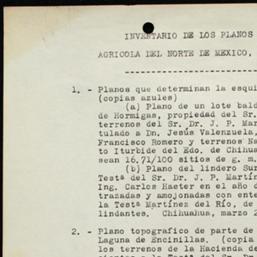 INVENTARIO DE LOS PLANOS
AGRICOLA DEL NORTE DE MEXICO,
1. - Planos que determinan la esqui
(copias azules)
(a) Plano de un lote bald
de Hormigas, propiedad del Sr.
terrenos del Sr. Dr. J. P. Mar
tulado a Dn. Jesús Valenzuela,
Francisco Romero y terrenos Na
to Iturbide del Edo. de Chihua
sean 16,71/100 sitios de g. m.
(b) Plano del lindero Suz
Testª del Sr. Dr. J. P. Martín
Ing. Carlos Haeter en el año d
trazadas y amojonadas con ente
la Testª Martínez del Río, de
lindantes. Chihuahua, marzo 2
2. - Plano topografico de parte de
Laguna de Encinillas. (copia
los terrenos de la Hacienda de